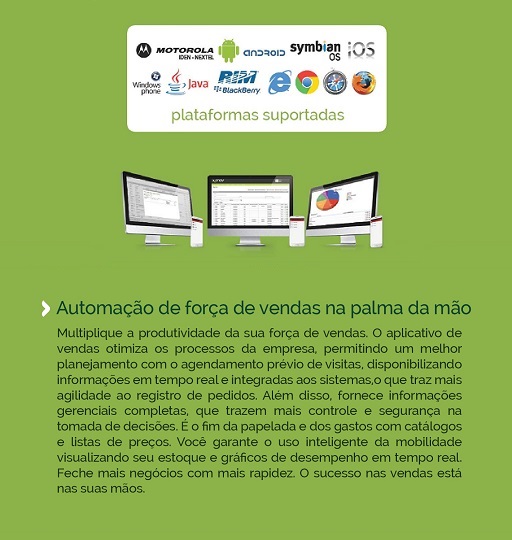 MOTOROLA
IDEN - NEXTEL
android
symbian
OS
iOS
Windows
phone
Java
RIM
BlackBerry
plataformas suportadas
Automação de força de vendas na palma da mão
Multiplique a produtividade da sua força de vendas. O aplicativo de
vendas otimiza os processos da empresa, permitindo um melhor
planejamento com o agendamento prévio de visitas, disponibilizando
informações em tempo real e integradas aos sistemas,o que traz mais
agilidade ao registro de pedidos. Além disso, fornece informações
gerenciais completas, que trazem mais controle e segurança na
tomada de decisões. É o fim da papelada e dos gastos com catálogos
e listas de preços. Você garante o uso inteligente da mobilidade
visualizando seu estoque e gráficos de desempenho em tempo real.
Feche mais negócios com mais rapidez. O sucesso nas vendas está
nas suas mãos.